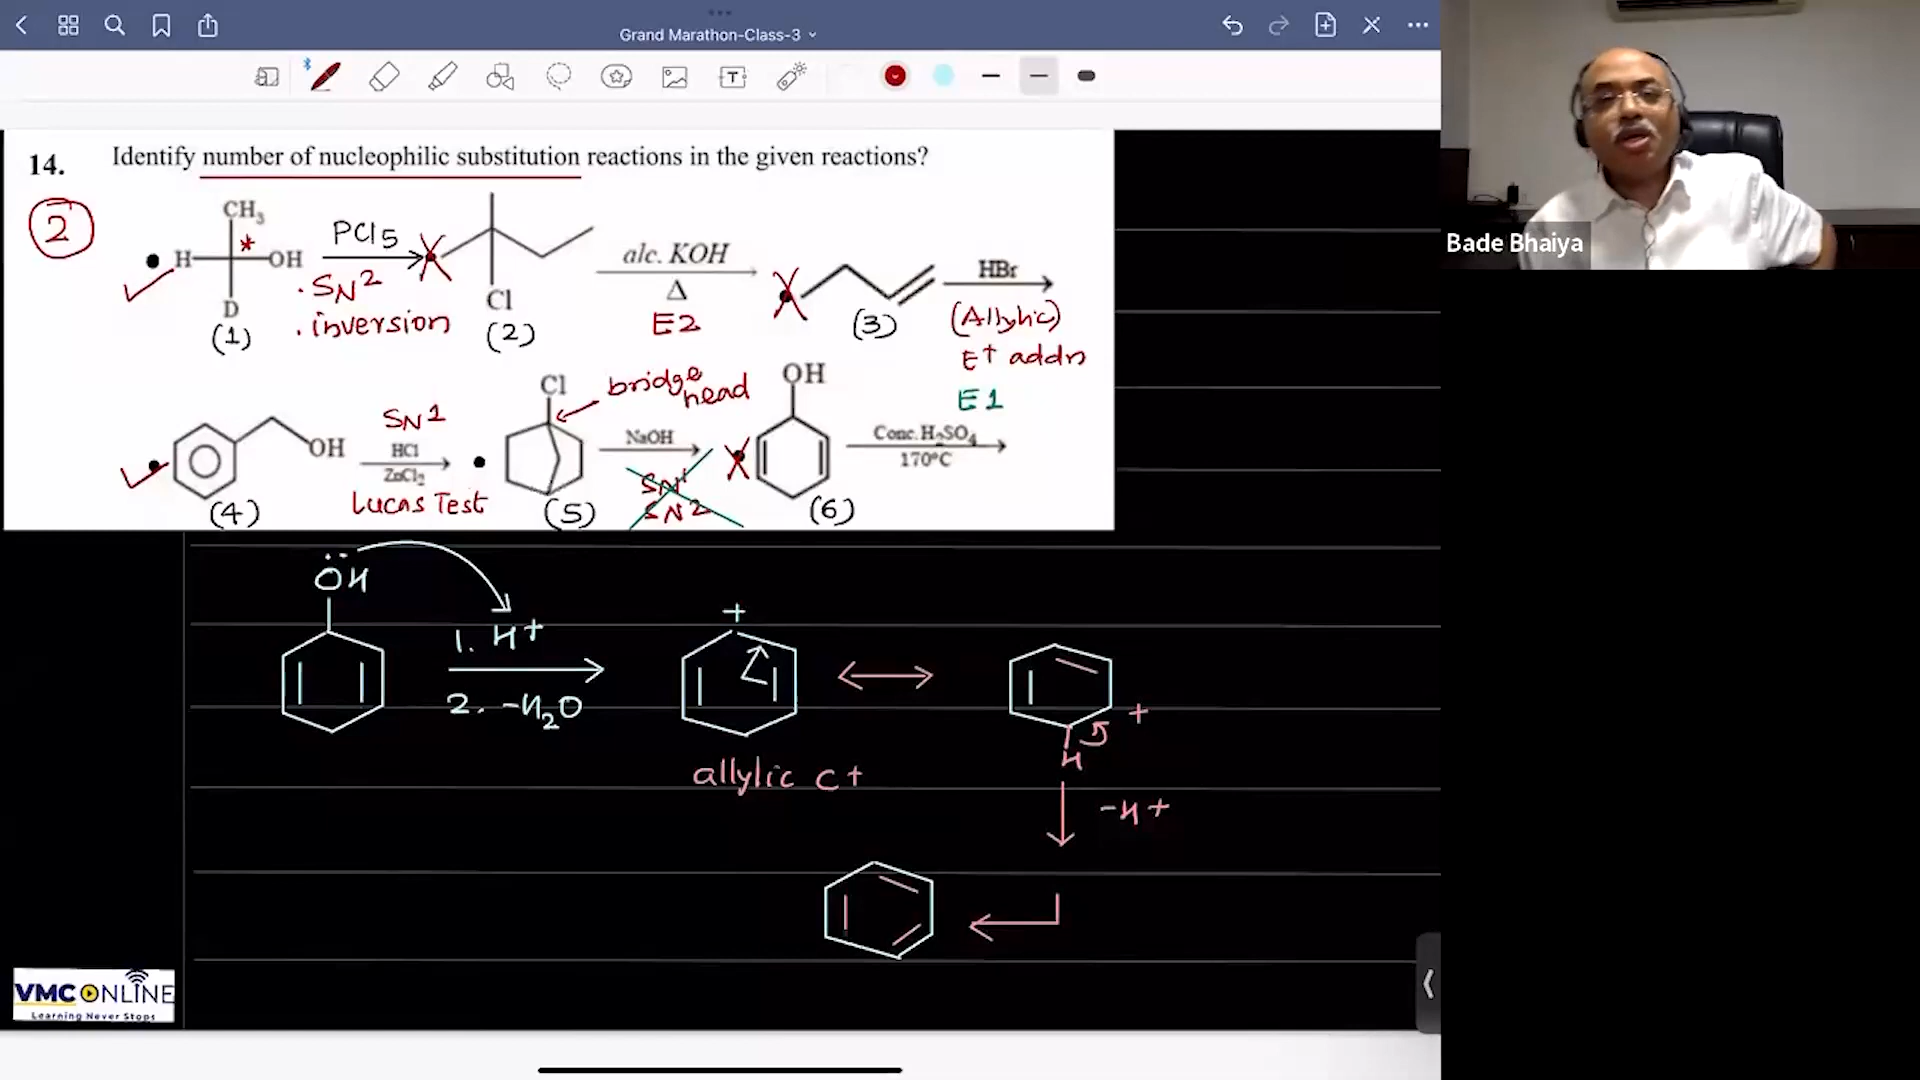 Grand Marathon-Class-3
14. Identify number of nucleophilic substitution reactions in the given reactions?
2
CH3
H OH
*
D
(1)
PCl5
. SN2
. inversion
Cl
(2)
alc. KOH
Δ
E2
(3)
HBr
(Allylic)
E+ addn
OH
(4)
SN1
HCl
ZnCl2
Lucas Test
Cl
bridge
head
(5)
NaOH
SN1
SN2
OH
(6)
E1
Conc. H2SO4
170°C
ÖH
1. H+
2. -H2O
+
allylic C+
+
H
-H+
Bade Bhaiya
VMC ONLINE
Learning Never Stops